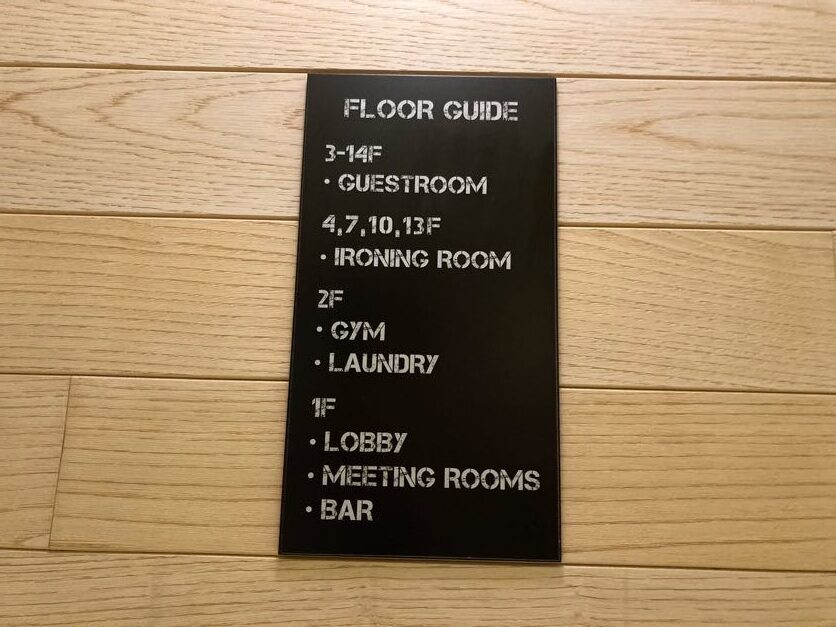 FLOOR GUIDE
3-14F
• GUESTROOM
4,7,10,13F
• IRONING ROOM
2F
• GYM
• LAUNDRY
1F
• LOBBY
• MEETING ROOMS
• BAR